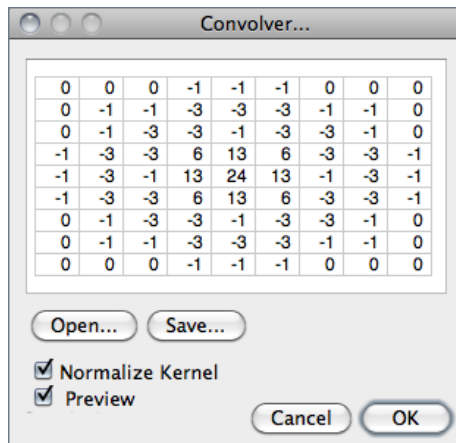 Convolver...
0 0 0 -1 -1 -1 0 0 0
0 -1 -1 -3 -3 -3 -1 -1 0
0 -1 -3 -3 -1 -3 -3 -1 0
-1 -3 -3 6 13 6 -3 -3 -1
-1 -3 -1 13 24 13 -1 -3 -1
-1 -3 -3 6 13 6 -3 -3 -1
0 -1 -3 -3 -1 -3 -3 -1 0
0 -1 -1 -3 -3 -3 -1 -1 0
0 0 0 -1 -1 -1 0 0 0
Open... Save...
Normalize Kernel
Preview
Cancel OK